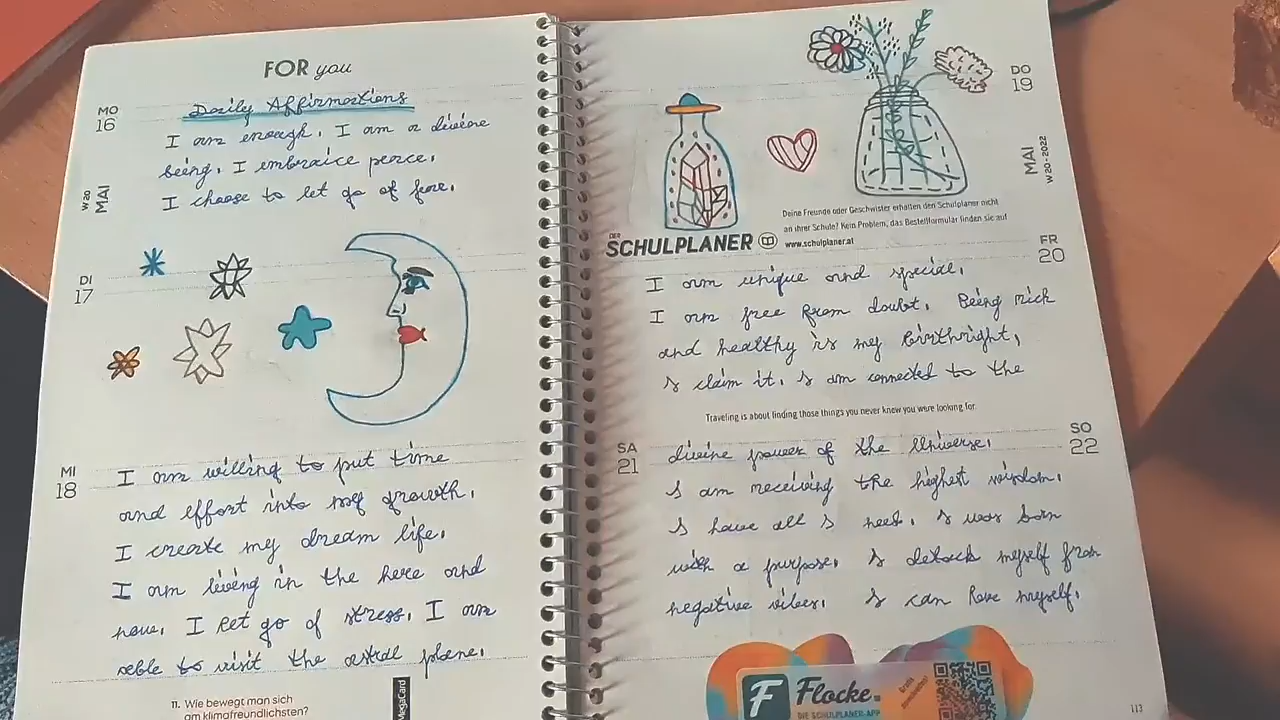 FOR you
MO
16
Daily Affirmations
I am enough. I am a divine
being. I embraice peace.
I choose to let go of fire.
W20
MAI
DI
17
MI
18
I am willing to put time
and effort into my growth.
I create my dream life.
I am living in the here and
now. I let go of stress. I am
able to visit the astral plane.
11. Wie bewegt man sich
am klimafreundlichsten?
MegaCard
DO
19
MAI
W20-2022
Deine Freunde oder Geschwister erhalten den Schulplaner nicht
an ihrer Schule? Kein Problem, das Bestellformular finden sie auf
www.schulplaner.at
DER
SCHULPLANER
FR
20
I am unique and special.
I am free from doubt. Being rich
and healthy is my birthright,
I claim it. I am connected to the
Traveling is about finding those things you never knew you were looking for.
SA
21
SO
22
divine power of the Universe.
I am receiving the highest wisdom.
I have all I need. I was born
with a purpose. I detach myself from
negative vibes. I can love myself.
F Flocke.
DIE SCHULPLANER-APP
113